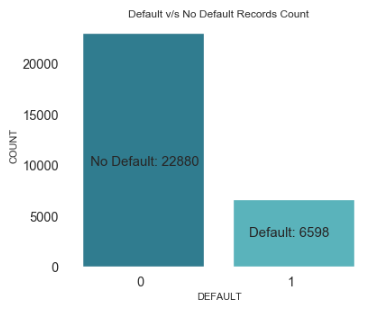 Default v/s No Default Records Count
20000
15000
10000
5000
0
COUNT
No Default: 22880
Default: 6598
0 1
DEFAULT